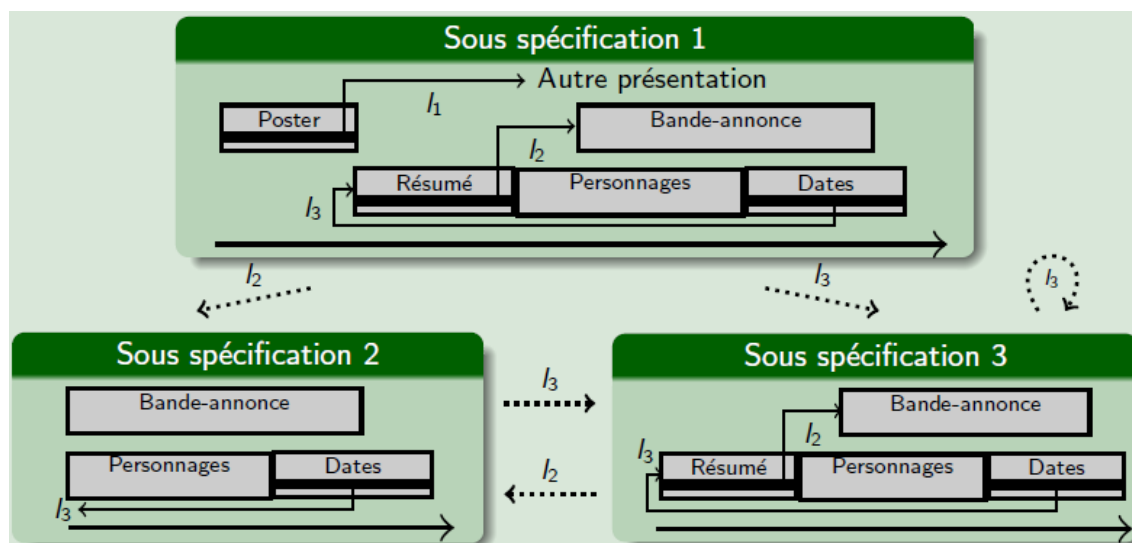 Sous spécification 1
Autre présentation
l₁
Poster
Bande-annonce
l₂
Résumé Personnages Dates
l₃
l₂ l₃ l₃
Sous spécification 2
Sous spécification 3
Bande-annonce
l₃
Bande-annonce
l₂
Personnages Dates
l₂
l₃
Résumé Personnages Dates
l₃